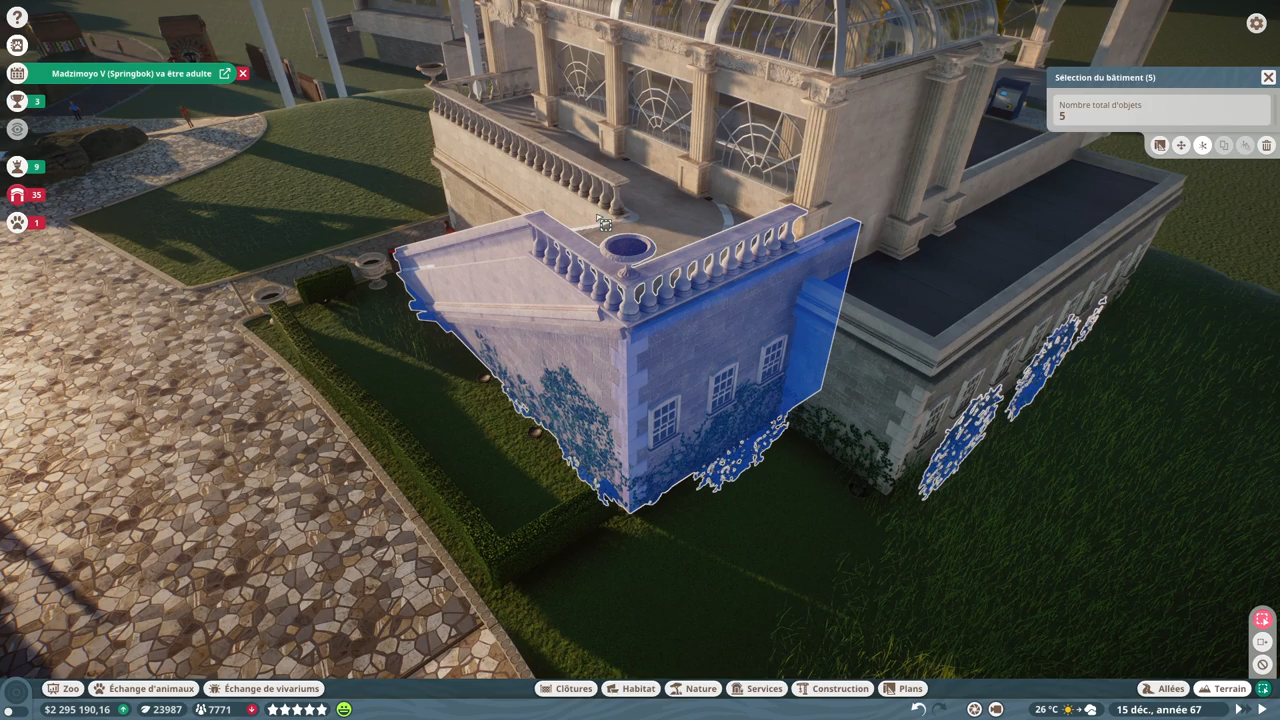 Madzimoyo V (Springbok) va être adulte
3
9
35
1
Sélection du bâtiment (5)
Nombre total d'objets
5
Zoo
Échange d'animaux
Échange de vivariums
Clôtures
Habitat
Nature
Services
Construction
Plans
Allées
Terrain
$2 295 190,16
23987
7771
26 °C
15 déc., année 67